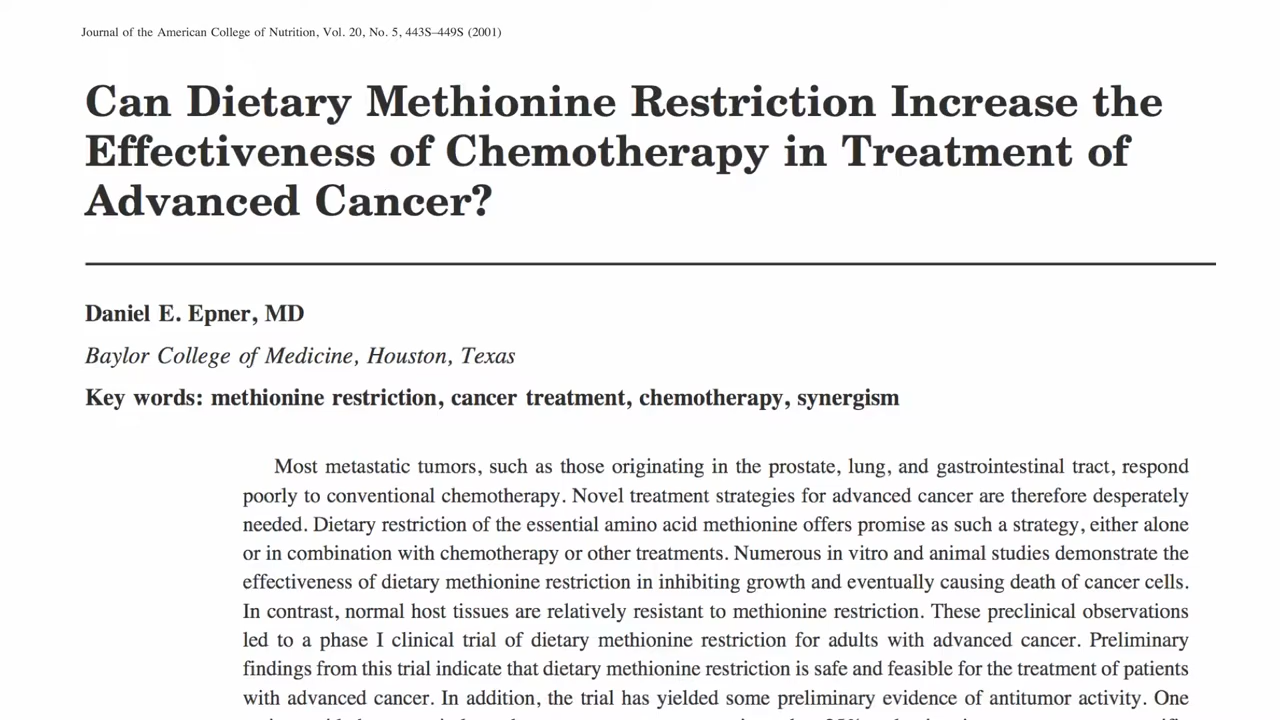 Journal of the American College of Nutrition, Vol. 20, No. 5, 443S–449S (2001)
Can Dietary Methionine Restriction Increase the
Effectiveness of Chemotherapy in Treatment of
Advanced Cancer?
Daniel E. Epner, MD
Baylor College of Medicine, Houston, Texas
Key words: methionine restriction, cancer treatment, chemotherapy, synergism
Most metastatic tumors, such as those originating in the prostate, lung, and gastrointestinal tract, respond
poorly to conventional chemotherapy. Novel treatment strategies for advanced cancer are therefore desperately
needed. Dietary restriction of the essential amino acid methionine offers promise as such a strategy, either alone
or in combination with chemotherapy or other treatments. Numerous in vitro and animal studies demonstrate the
effectiveness of dietary methionine restriction in inhibiting growth and eventually causing death of cancer cells.
In contrast, normal host tissues are relatively resistant to methionine restriction. These preclinical observations
led to a phase I clinical trial of dietary methionine restriction for adults with advanced cancer. Preliminary
findings from this trial indicate that dietary methionine restriction is safe and feasible for the treatment of patients
with advanced cancer. In addition, the trial has yielded some preliminary evidence of antitumor activity. One